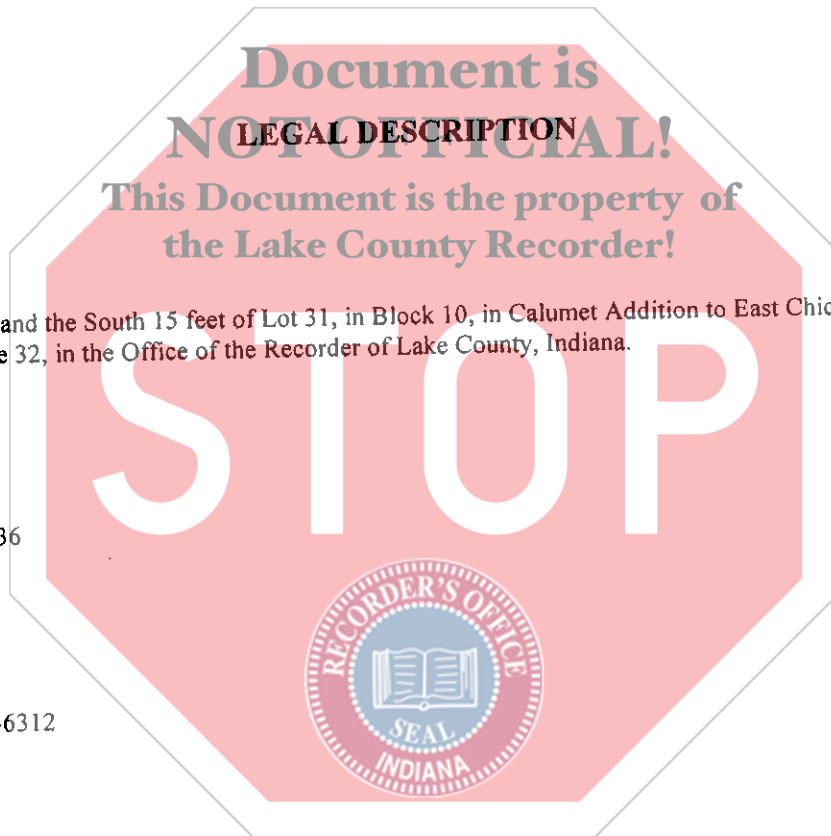 Document is
LEGAL DESCRIPTION
NOT OFFICIAL!
This Document is the property of
the Lake County Recorder!
and the South 15 feet of Lot 31, in Block 10, in Calumet Addition to East Chic
e 32, in the Office of the Recorder of Lake County, Indiana.
STOP
36
RECORDER'S OFFICE
SEAL
INDIANA
-6312